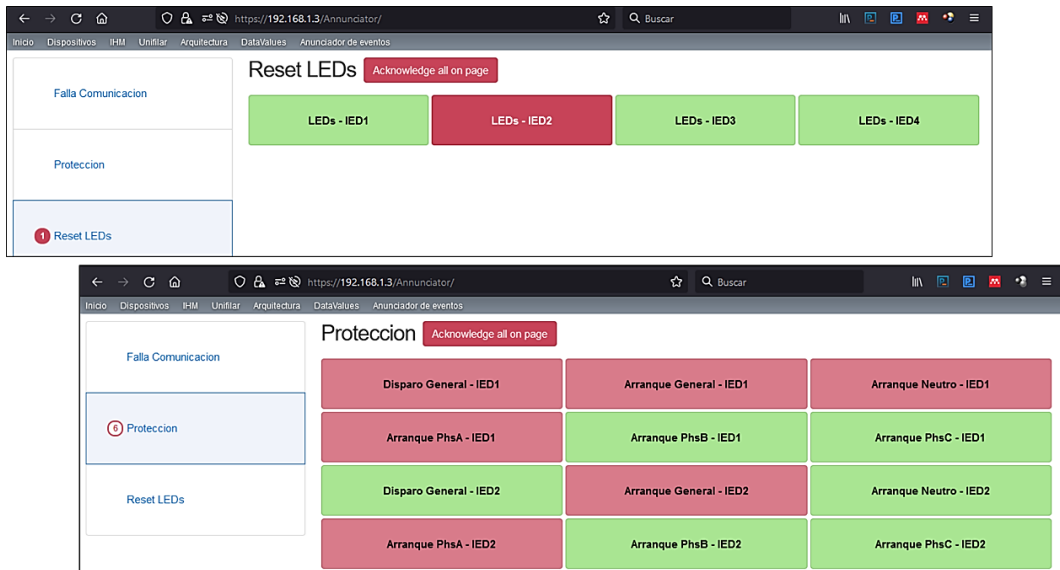 https://192.168.1.3/Annunciator/
Buscar
Inicio Dispositivos IHM Unifilar Arquitectura DataValues Anunciador de eventos
Falla Comunicacion
Proteccion
1 Reset LEDs
Reset LEDs Acknowledge all on page
LEDs - IED1 LEDs - IED2 LEDs - IED3 LEDs - IED4
https://192.168.1.3/Annunciator/
Buscar
Inicio Dispositivos IHM Unifilar Arquitectura DataValues Anunciador de eventos
Falla Comunicacion
6 Proteccion
Reset LEDs
Proteccion Acknowledge all on page
Disparo General - IED1 Arranque General - IED1 Arranque Neutro - IED1
Arranque PhsA - IED1 Arranque PhsB - IED1 Arranque PhsC - IED1
Disparo General - IED2 Arranque General - IED2 Arranque Neutro - IED2
Arranque PhsA - IED2 Arranque PhsB - IED2 Arranque PhsC - IED2